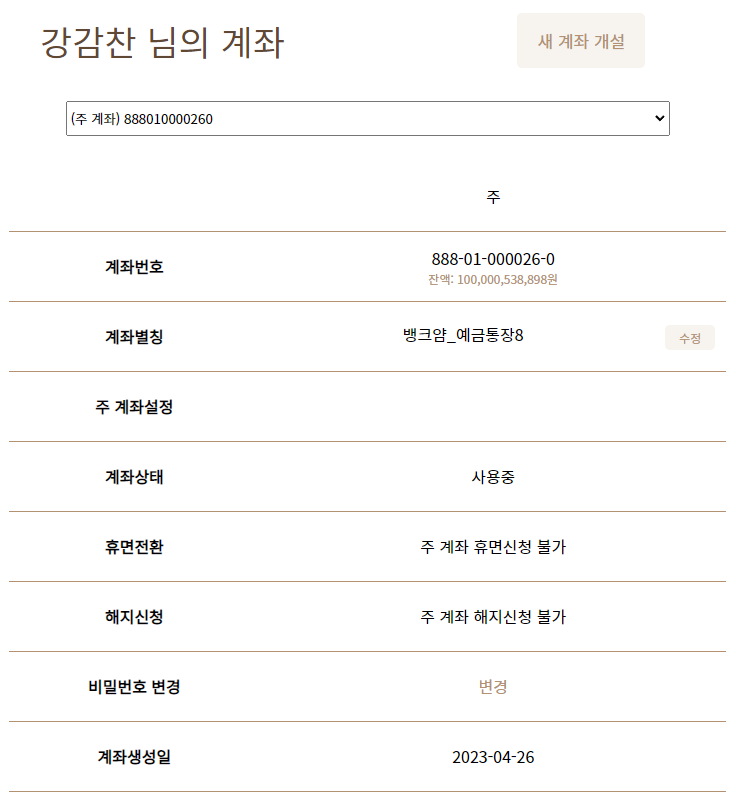 강감찬 님의 계좌
새 계좌 개설
(주 계좌) 888010000260
주
계좌번호
888-01-000026-0
잔액: 100,000,538,898원
계좌별칭
뱅크얌_예금통장8
수정
주 계좌설정
계좌상태
사용중
휴면전환
주 계좌 휴면신청 불가
해지신청
주 계좌 해지신청 불가
비밀번호 변경
변경
계좌생성일
2023-04-26